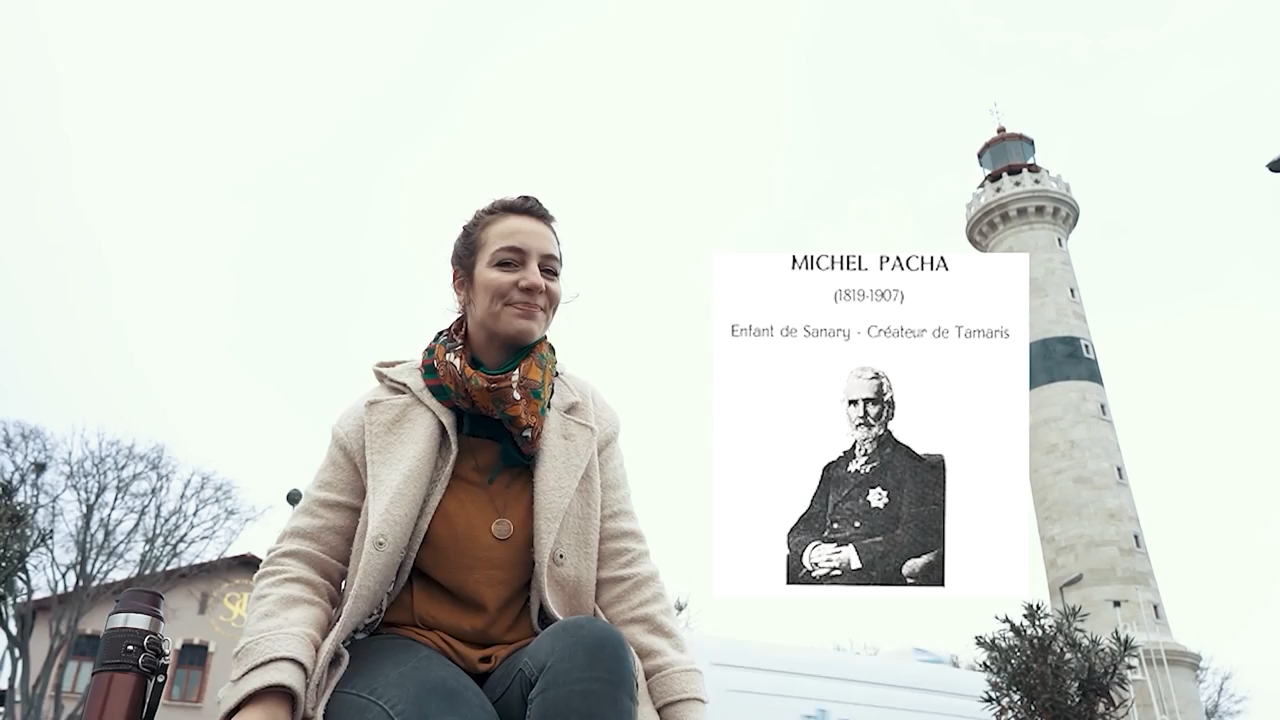 MICHEL PACHA
(1819-1907)
Enfant de Sanary - Créateur de Tamaris